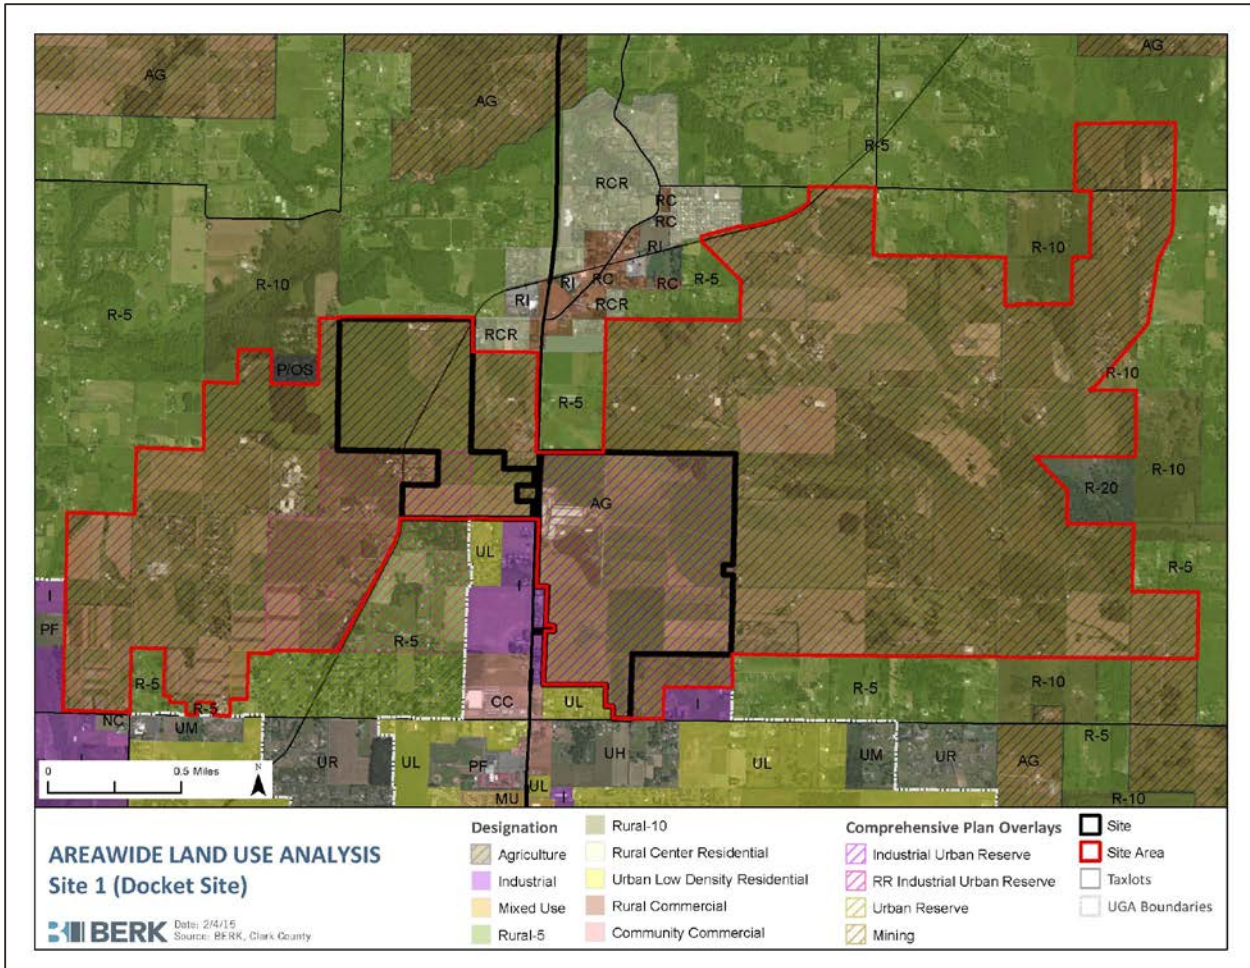 AG
AG
AG
R-5
RCR
RC
RC
RI
R-10
R-10
RI
RC
RC
R-5
R-5
RI
RCR
RCR
P/OS
R-10
R-5
R-10
R-20
AG
UL
I
R-5
I
PF
R-5
R-5
R-5
CC
UL
I
R-5
R-10
NC
UM
UR
UL
PF
UH
UL
UM
UR
AG
R-5
I
UL
MU
I
R-10
0 0.5 Miles
N
AREAWIDE LAND USE ANALYSIS
Site 1 (Docket Site)
BERK
Date: 2/4/16
Source: BERK, Clark County
Designation
Agriculture
Industrial
Mixed Use
Rural-5
Rural-10
Rural Center Residential
Urban Low Density Residential
Rural Commercial
Community Commercial
Comprehensive Plan Overlays
Industrial Urban Reserve
RR Industrial Urban Reserve
Urban Reserve
Mining
Site
Site Area
Taxlots
UGA Boundaries